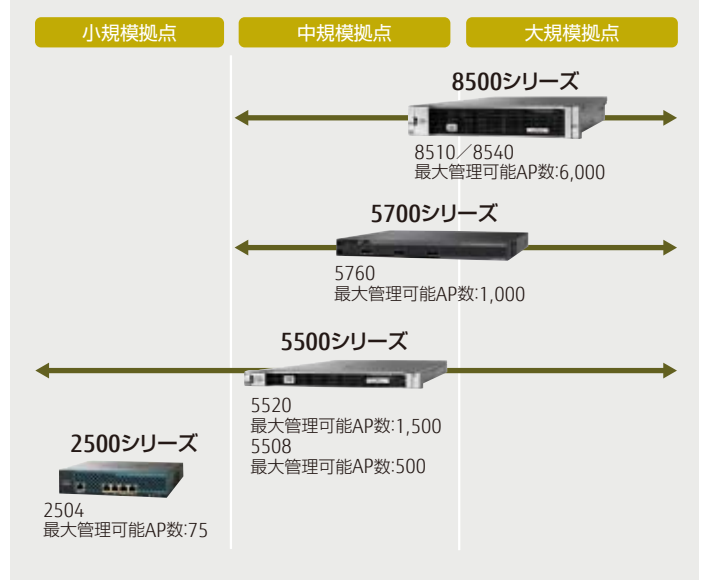 小規模拠点
中規模拠点
大規模拠点
8500シリーズ
8510／8540
最大管理可能AP数:6,000
5700シリーズ
5760
最大管理可能AP数:1,000
5500シリーズ
5520
最大管理可能AP数:1,500
5508
最大管理可能AP数:500
2500シリーズ
2504
最大管理可能AP数:75